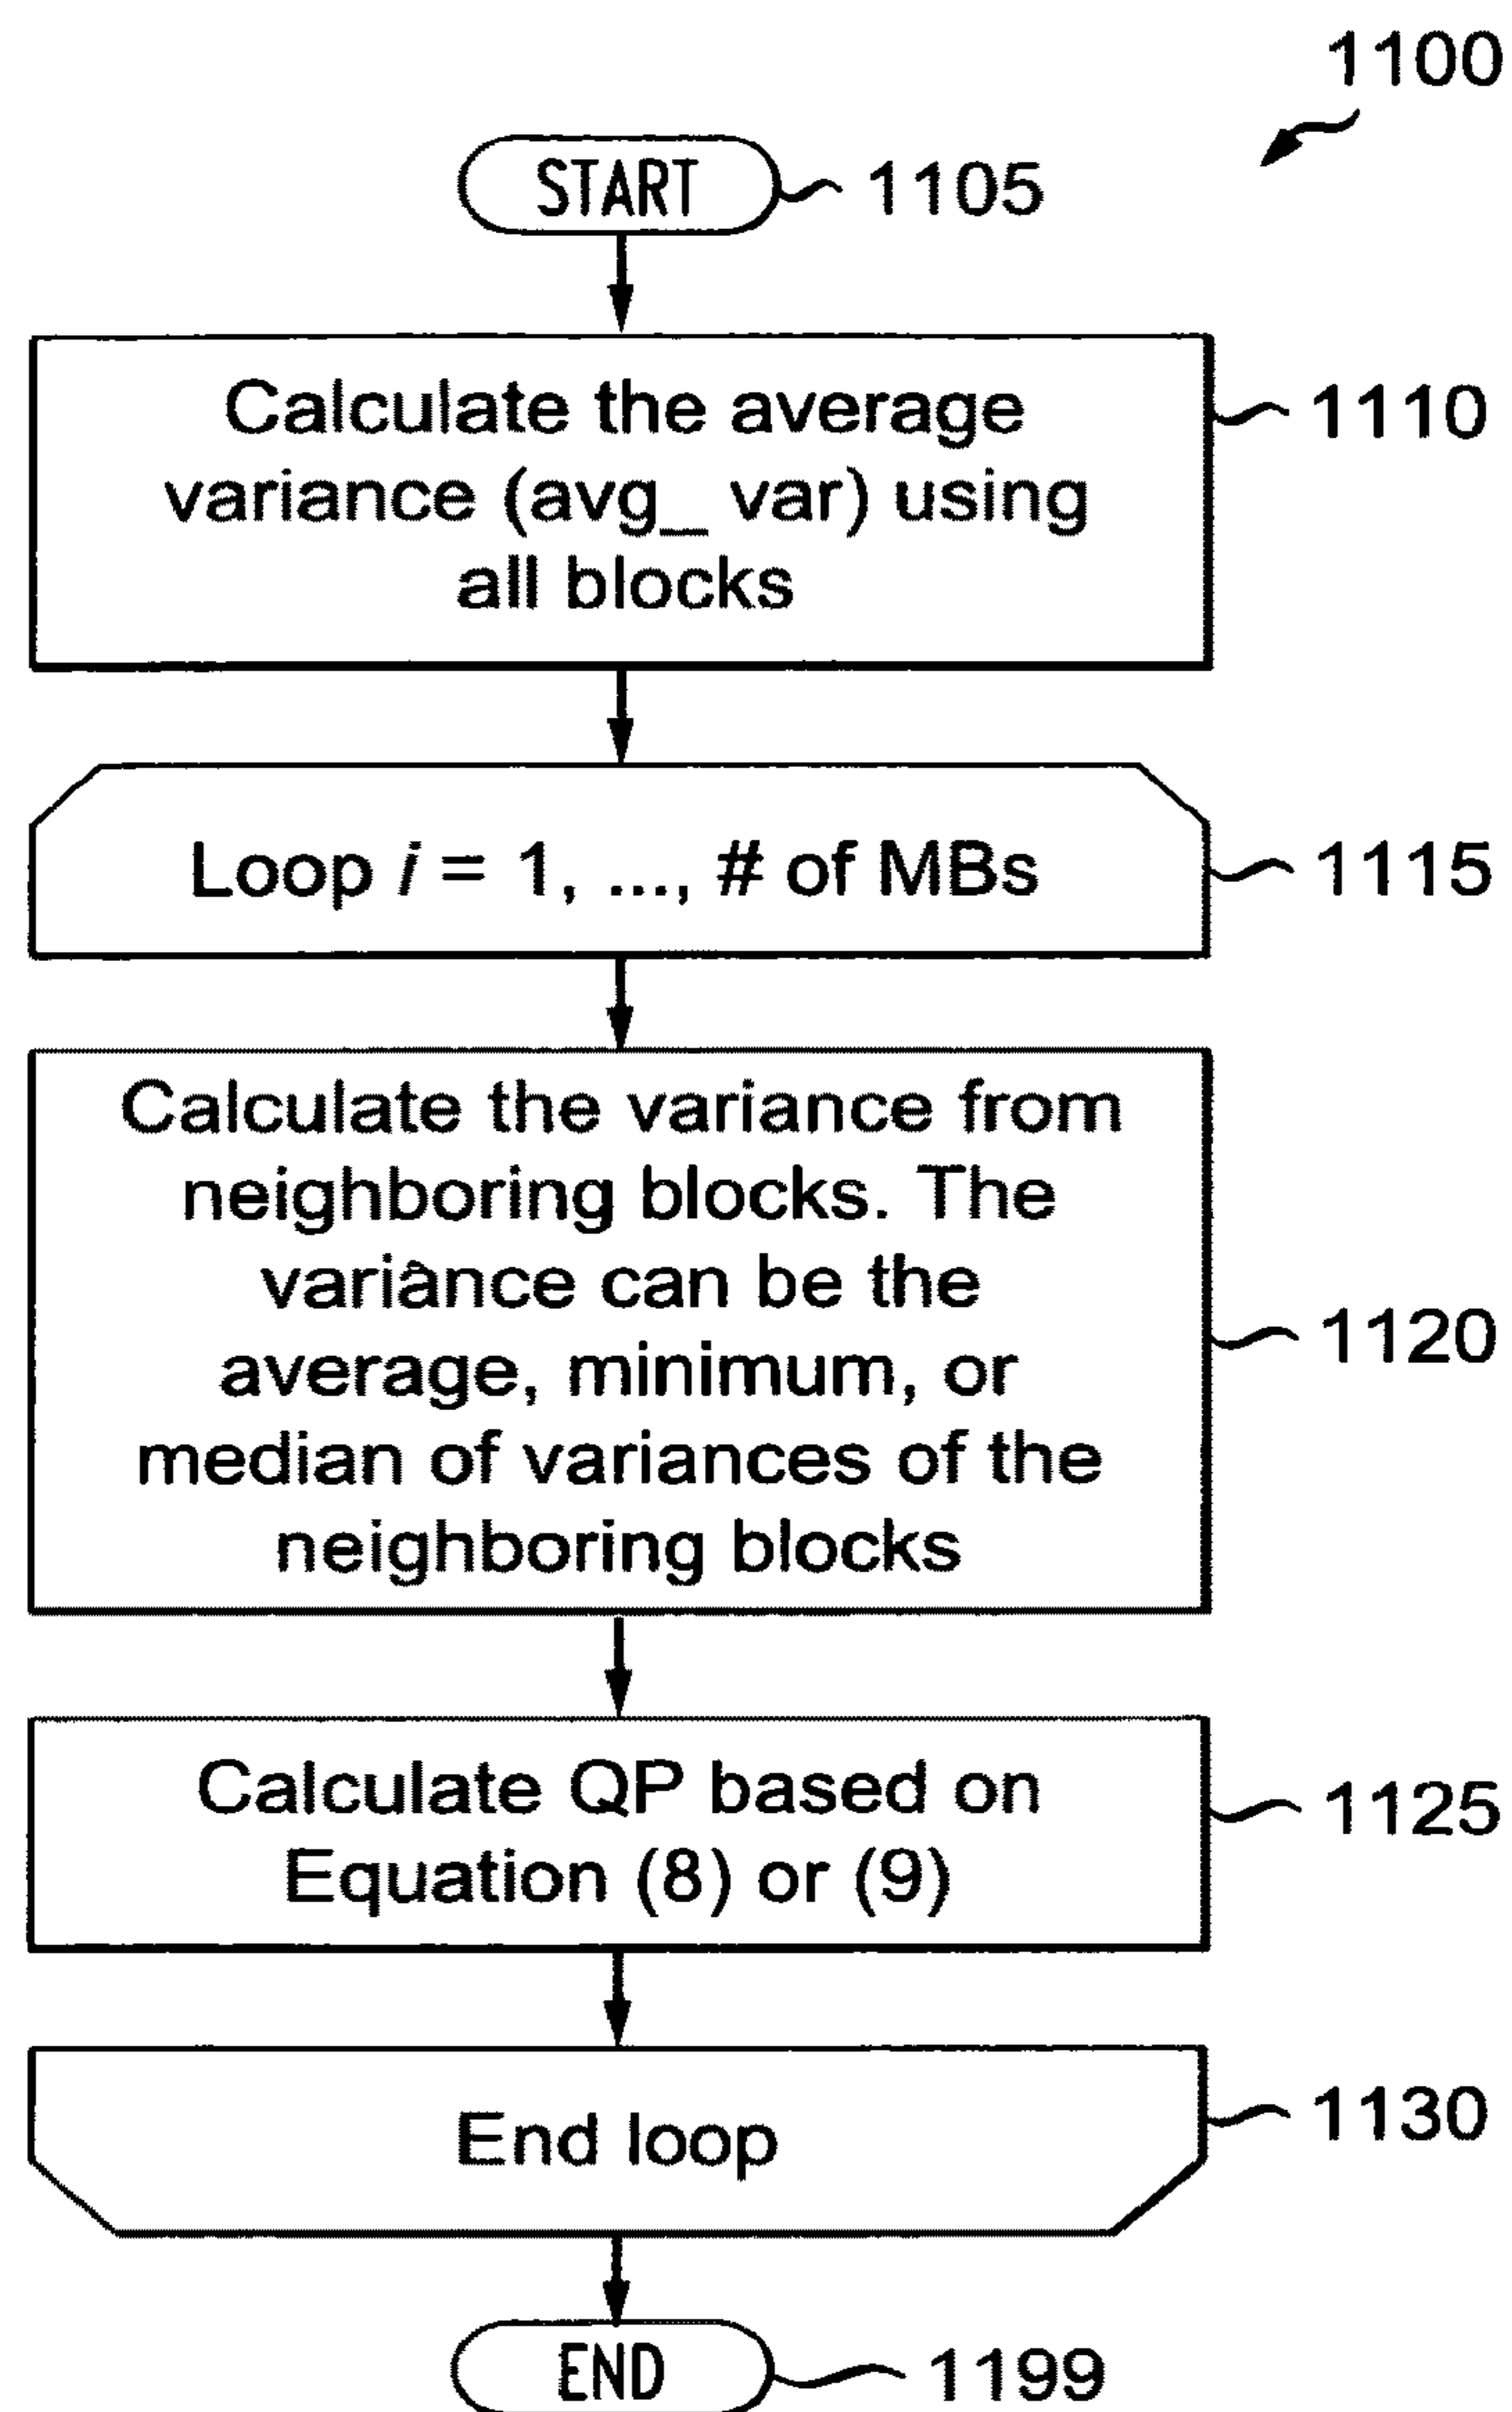 1100
START
1105
Calculate the average
variance (avg_ var) using
all blocks
1110
Loop i = 1, ..., # of MBs
1115
Calculate the variance from
neighboring blocks. The
variance can be the
average, minimum, or
median of variances of the
neighboring blocks
1120
Calculate QP based on
Equation (8) or (9)
1125
End loop
1130
END
1199